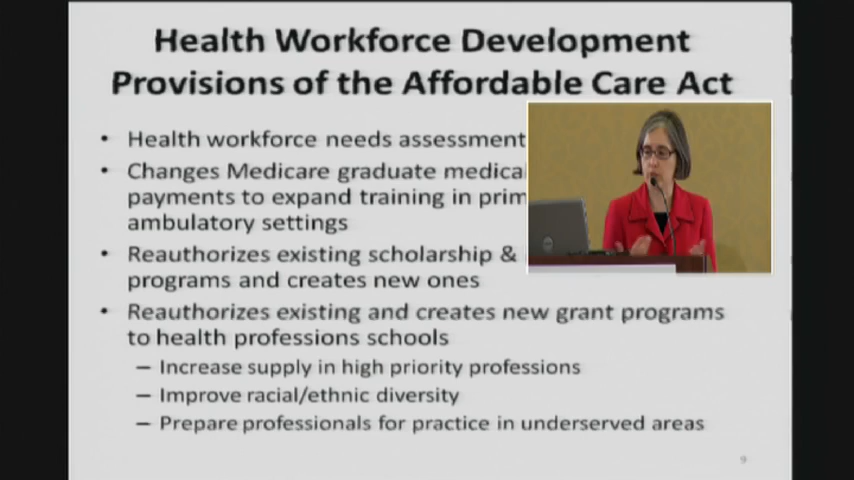 Health Workforce Development
Provisions of the Affordable Care Act
• Health workforce needs assessment
• Changes Medicare graduate medical
payments to expand training in prim
ambulatory settings
• Reauthorizes existing scholarship &
programs and creates new ones
• Reauthorizes existing and creates new grant programs
to health professions schools
– Increase supply in high priority professions
– Improve racial/ethnic diversity
– Prepare professionals for practice in underserved areas
9